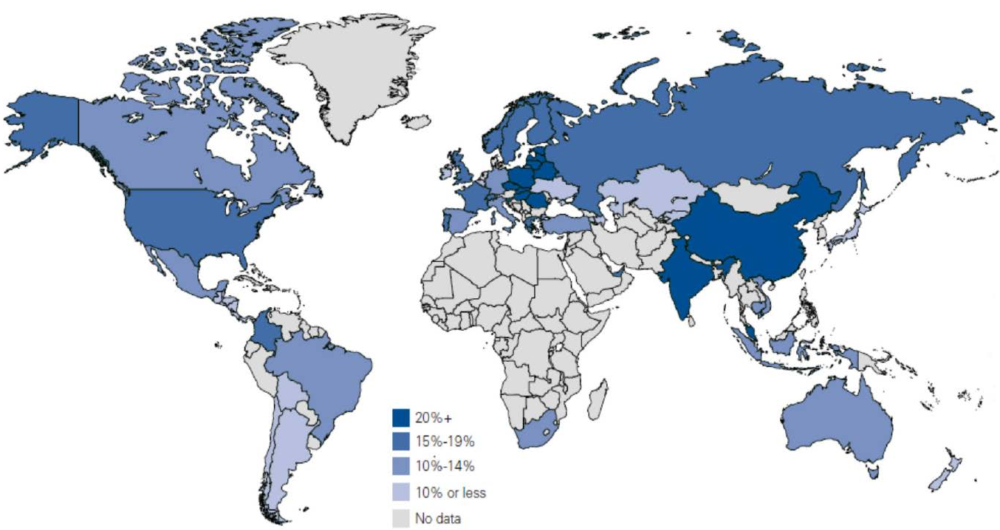 20%+
15%-19%
10%-14%
10% or less
No data